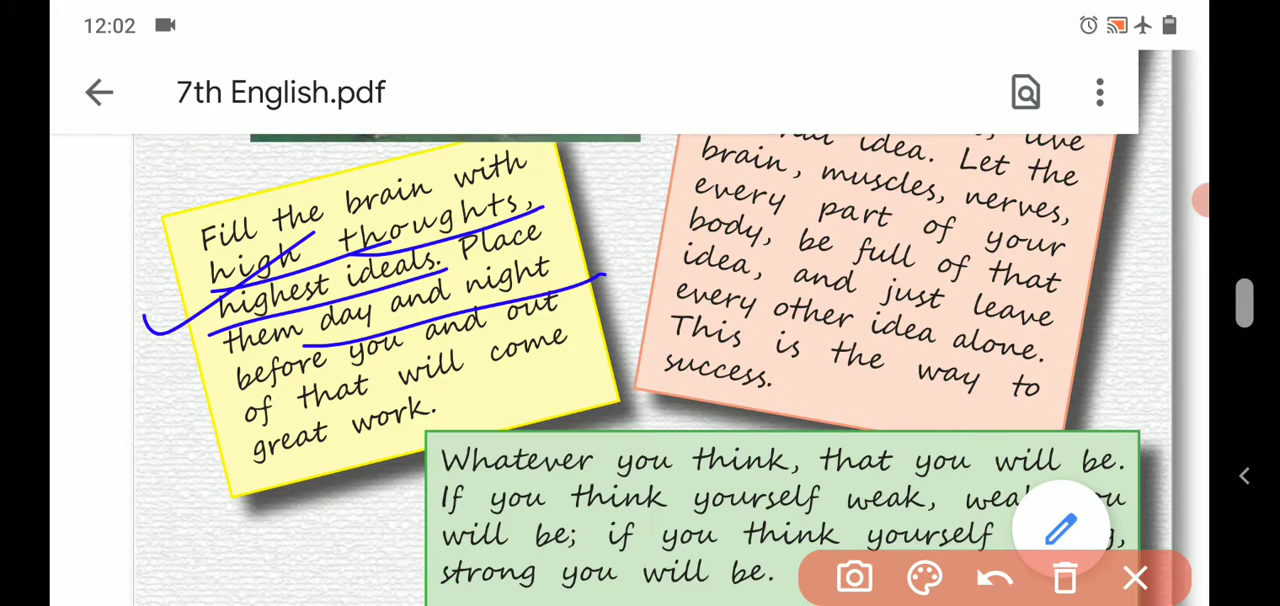 12:02
7th English.pdf
Fill the brain with
high thoughts,
highest ideals. Place
them day and night
before you and out
of that will come
great work.
idea. Let the
brain, muscles, nerves,
every part of your
body, be full of that
idea, and just leave
every other idea alone.
This is the way to
success.
Whatever you think, that you will be.
If you think yourself weak,
will be; if you think yourself
strong you will be.